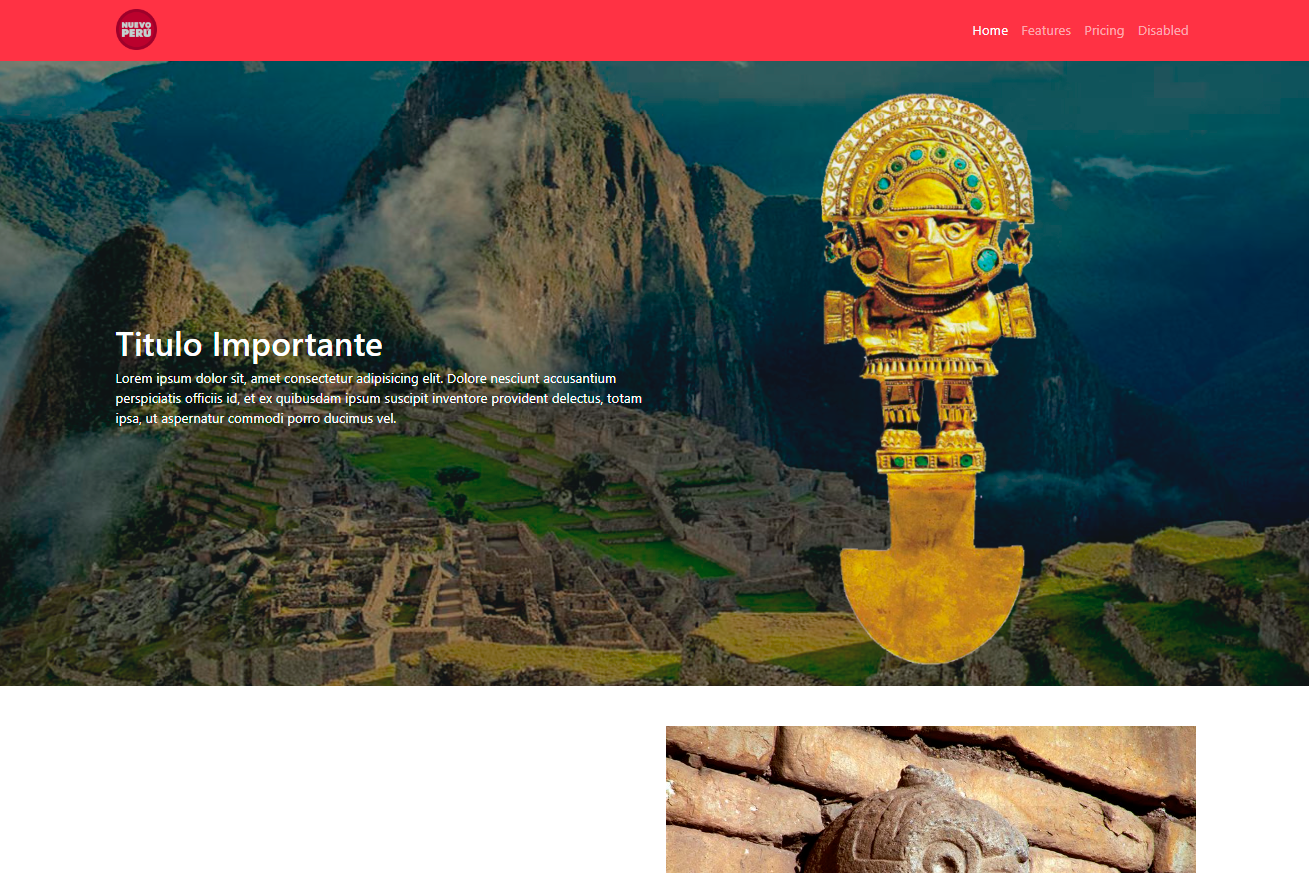 NUEVO
PERÚ
Home Features Pricing Disabled
Titulo Importante
Lorem ipsum dolor sit, amet consectetur adipisicing elit. Dolore nesciunt accusantium
perspiciatis officiis id, et ex quibusdam ipsum suscipit inventore provident delectus, totam
ipsa, ut aspernatur commodi porro ducimus vel.